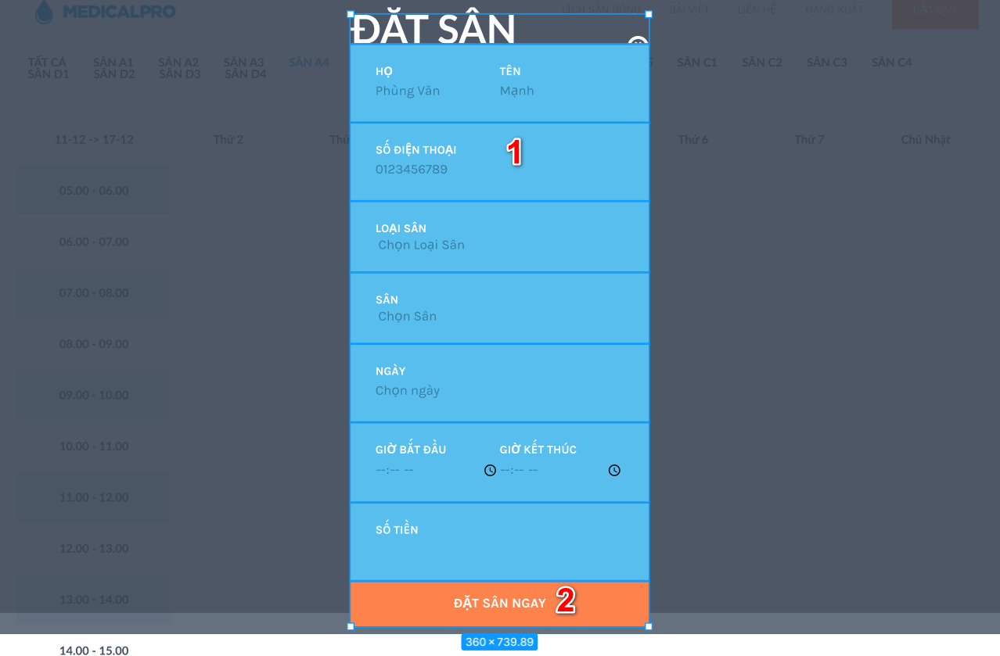 MEDICALPRO
LỊCH SÂN BÓNG BÀI VIẾT LIÊN HỆ ĐĂNG XUẤT ĐẶT SÂN
ĐẶT SÂN
TẤT CẢ SÂN A1 SÂN A2 SÂN A3 SÂN A4 SÂN C1 SÂN C2 SÂN C3 SÂN C4
SÂN D1 SÂN D2 SÂN D3 SÂN D4
HỌ TÊN
Phùng Văn Mạnh
11-12 -> 17-12 Thứ 2 Thứ 6 Thứ 7 Chủ Nhật
SỐ ĐIỆN THOẠI 1
0123456789
05.00 - 06.00
LOẠI SÂN
Chọn Loại Sân
06.00 - 07.00
07.00 - 08.00
SÂN
Chọn Sân
08.00 - 09.00
NGÀY
Chọn ngày
09.00 - 10.00
10.00 - 11.00
GIỜ BẮT ĐẦU GIỜ KẾT THÚC
--:-- -- --:-- --
11.00 - 12.00
SỐ TIỀN
12.00 - 13.00
13.00 - 14.00
ĐẶT SÂN NGAY 2
360 × 739.89
14.00 - 15.00